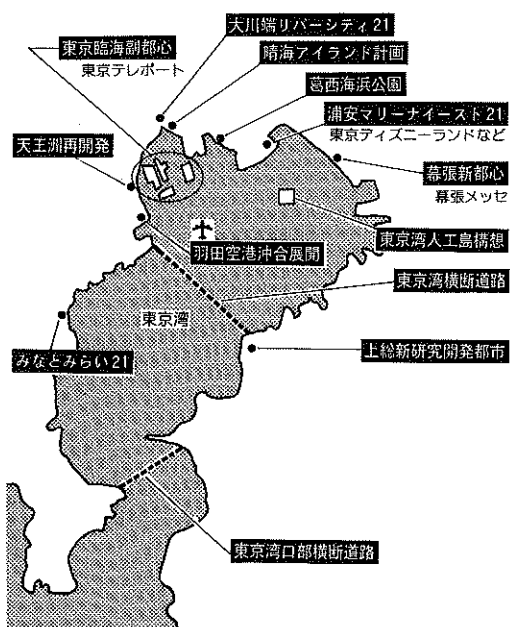 大川端リバーシティ21
東京臨海副都心
東京テレポート
晴海アイランド計画
葛西海浜公園
浦安マリーナイースト21
東京ディズニーランドなど
天王洲再開発
幕張新都心
幕張メッセ
東京湾人工島構想
羽田空港沖合展開
東京湾横断道路
東京湾
上総新研究開発都市
みなとみらい21
東京湾口部横断道路